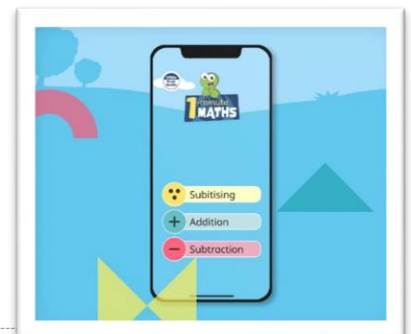 1 minute
MATHS
Subitising
+ Addition
− Subtraction